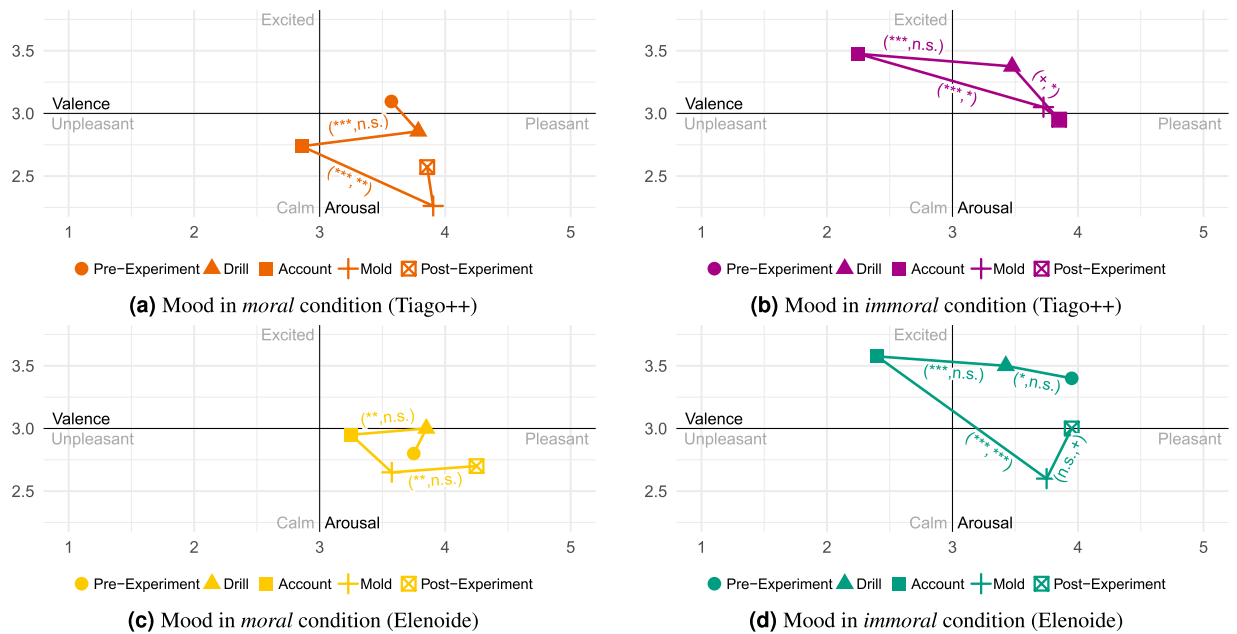 Excited
3.5
(***,n.s.)
3.0
Valence
Unpleasant
Pleasant
(***,**)
2.5
Calm
Arousal
1 2 3 4 5
Pre−Experiment Drill Account Mold Post−Experiment
(a) Mood in moral condition (Tiago++)
Excited
3.5
(***,n.s.)
(***,*)
(+,*)
3.0
Valence
Unpleasant
Pleasant
2.5
Calm
Arousal
1 2 3 4 5
Pre−Experiment Drill Account Mold Post−Experiment
(b) Mood in immoral condition (Tiago++)
Excited
3.5
(**,n.s.)
3.0
Valence
Unpleasant
Pleasant
(**,n.s.)
2.5
Calm
Arousal
1 2 3 4 5
Pre−Experiment Drill Account Mold Post−Experiment
(c) Mood in moral condition (Elenoide)
Excited
3.5
(***,n.s.)
(*,n.s.)
3.0
Valence
Unpleasant
Pleasant
(***,***)
(n.s.,+)
2.5
Calm
Arousal
1 2 3 4 5
Pre−Experiment Drill Account Mold Post−Experiment
(d) Mood in immoral condition (Elenoide)